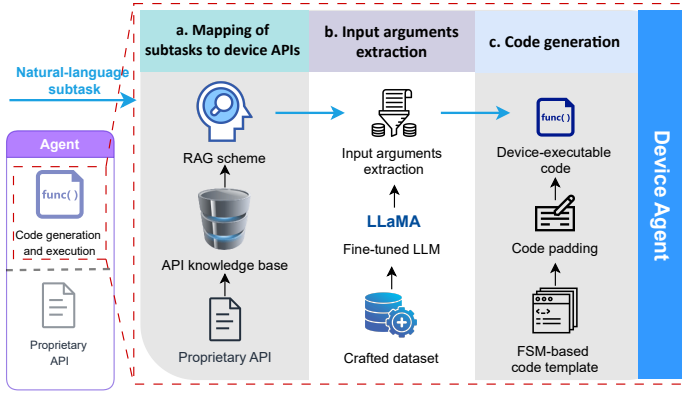 Natural-language
subtask
Agent
func( )
Code generation
and execution
Proprietary
API
a. Mapping of
subtasks to device APIs
RAG scheme
API knowledge base
Proprietary API
b. Input arguments
extraction
Input arguments
extraction
LLaMA
Fine-tuned LLM
Crafted dataset
c. Code generation
func( )
Device-executable
code
Code padding
FSM-based
code template
Device Agent